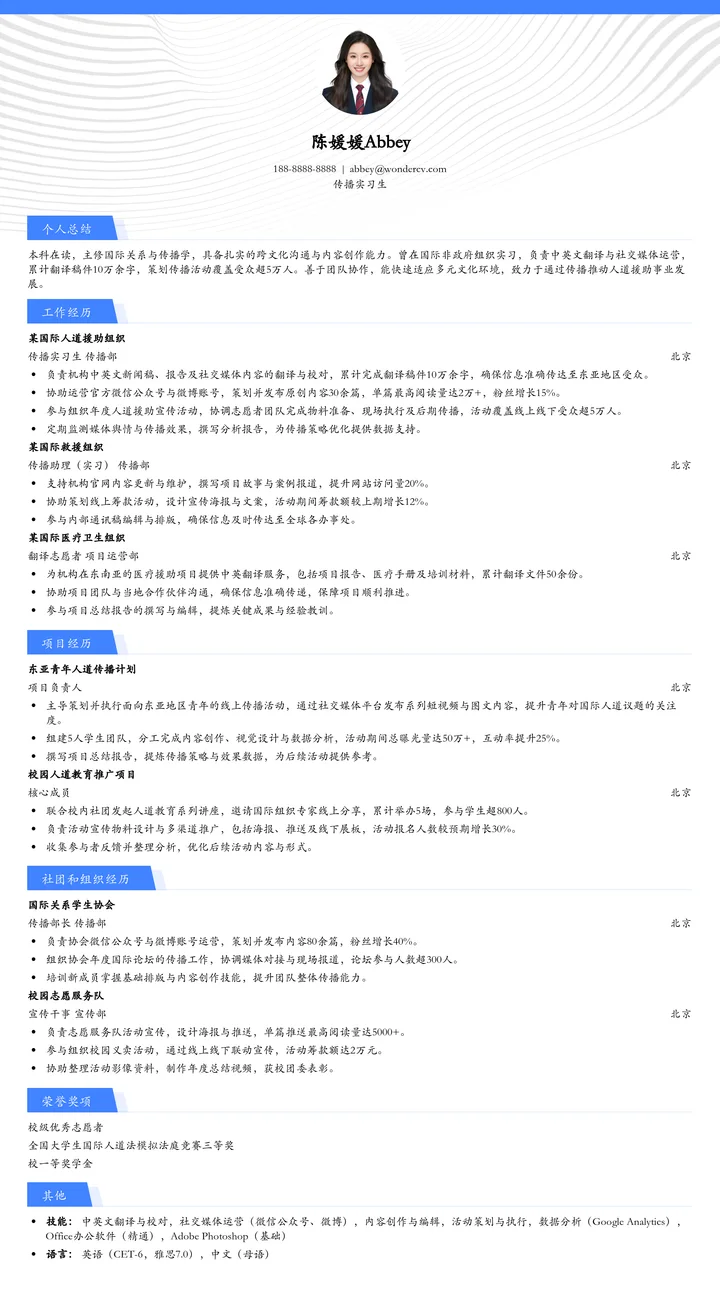 陈媛媛Abbey
188-8888-8888 | abbey@wondercv.com
传播实习生
个人总结
本科在读，主修国际关系与传播学，具备扎实的跨文化沟通与内容创作能力。曾在国际非政府组织实习，负责中英文翻译与社交媒体运营，
累计翻译稿件10万余字，策划传播活动覆盖受众超5万人。善于团队协作，能快速适应多元文化环境，致力于通过传播推动人道援助事业发
展。
工作经历
某国际人道援助组织
传播实习生 传播部 北京
• 负责机构中英文新闻稿、报告及社交媒体内容的翻译与校对，累计完成翻译稿件10万余字，确保信息准确传达至东亚地区受众。
• 协助运营官方微信公众号与微博账号，策划并发布原创内容30余篇，单篇最高阅读量达2万+，粉丝增长15%。
• 参与组织年度人道援助宣传活动，协调志愿者团队完成物料准备、现场执行及后期传播，活动覆盖线上线下受众超5万人。
• 定期监测媒体舆情与传播效果，撰写分析报告，为传播策略优化提供数据支持。
某国际救援组织
传播助理（实习） 传播部 北京
• 支持机构官网内容更新与维护，撰写项目故事与案例报道，提升网站访问量20%。
• 协助策划线上筹款活动，设计宣传海报与文案，活动期间筹款额较上期增长12%。
• 参与内部通讯稿编辑与排版，确保信息及时传达至全球各办事处。
某国际医疗卫生组织
翻译志愿者 项目运营部 北京
• 为机构在东南亚的医疗援助项目提供中英翻译服务，包括项目报告、医疗手册及培训材料，累计翻译文件50余份。
• 协助项目团队与当地合作伙伴沟通，确保信息准确传递，保障项目顺利推进。
• 参与项目总结报告的撰写与编辑，提炼关键成果与经验教训。
项目经历
东亚青年人道传播计划
项目负责人 北京
• 主导策划并执行面向东亚地区青年的线上传播活动，通过社交媒体平台发布系列短视频与图文内容，提升青年对国际人道议题的关注
度。
• 组建5人学生团队，分工完成内容创作、视觉设计与数据分析，活动期间总曝光量达50万+，互动率提升25%。
• 撰写项目总结报告，提炼传播策略与效果数据，为后续活动提供参考。
校园人道教育推广项目
核心成员 北京
• 联合校内社团发起人道教育系列讲座，邀请国际组织专家线上分享，累计举办5场，参与学生超800人。
• 负责活动宣传物料设计与多渠道推广，包括海报、推送及线下展板，活动报名人数较预期增长30%。
• 收集参与者反馈并整理分析，优化后续活动内容与形式。
社团和组织经历
国际关系学生协会
传播部长 传播部 北京
• 负责协会微信公众号与微博账号运营，策划并发布内容80余篇，粉丝增长40%。
• 组织协会年度国际论坛的传播工作，协调媒体对接与现场报道，论坛参与人数超300人。
• 培训新成员掌握基础排版与内容创作技能，提升团队整体传播能力。
校园志愿服务队
宣传干事 宣传部 北京
• 负责志愿服务队活动宣传，设计海报与推送，单篇推送最高阅读量达5000+。
• 参与组织校园义卖活动，通过线上线下联动宣传，活动筹款额达2万元。
• 协助整理活动影像资料，制作年度总结视频，获校团委表彰。
荣誉奖项
校级优秀志愿者
全国大学生国际人道法模拟法庭竞赛三等奖
校一等奖学金
其他
• 技能： 中英文翻译与校对，社交媒体运营（微信公众号、微博），内容创作与编辑，活动策划与执行，数据分析（Google Analytics），
Office办公软件（精通），Adobe Photoshop（基础）
• 语言： 英语（CET-6，雅思7.0），中文（母语）